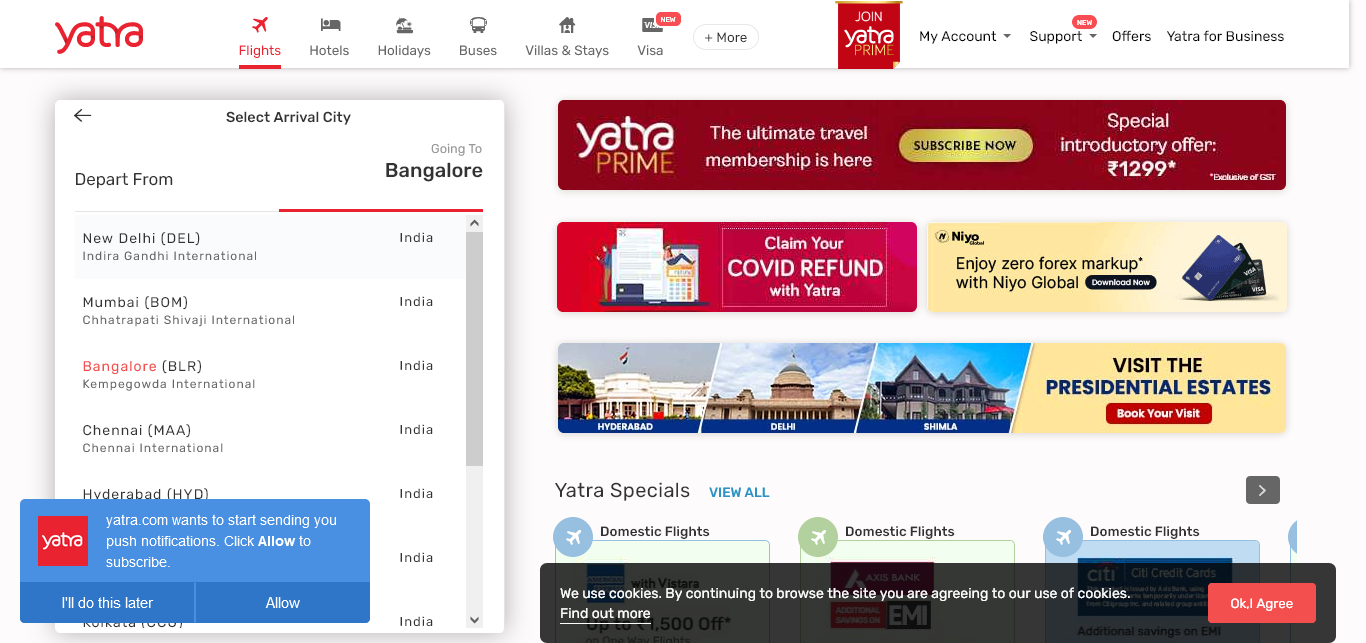 yatra
Flights
Hotels
Holidays
Buses
Villas & Stays
VISA NEW
Visa
+ More
JOIN
yatra
PRIME
My Account
NEW
Support
Offers
Yatra for Business
Select Arrival City
Depart From
Going To
Bangalore
New Delhi (DEL) India
Indira Gandhi International
Mumbai (BOM) India
Chhatrapati Shivaji International
Bangalore (BLR) India
Kempegowda International
Chennai (MAA) India
Chennai International
Hyderabad (HYD) India
India
Kolkata (CCU) India
yatra
yatra.com wants to start sending you
push notifications. Click Allow to
subscribe.
I'll do this later
Allow
yatra
PRIME
The ultimate travel
membership is here
SUBSCRIBE NOW
Special
introductory offer:
₹1299*
*Exclusive of GST
Claim Your
COVID REFUND
with Yatra
Niyo
Global
Enjoy zero forex markup*
with Niyo Global Download Now
VISA
VISA
HYDERABAD
DELHI
SHIMLA
VISIT THE
PRESIDENTIAL ESTATES
Book Your Visit
Yatra Specials VIEW ALL
Domestic Flights
with Vistara
Up to ₹1,500 Off*
on One Way Flights
Domestic Flights
AXIS BANK
ADDITIONAL
SAVINGS ON
EMI
Domestic Flights
citi Citi Credit Cards
Additional savings on EMI
We use cookies. By continuing to browse the site you are agreeing to our use of cookies.
Find out more
Ok,I Agree